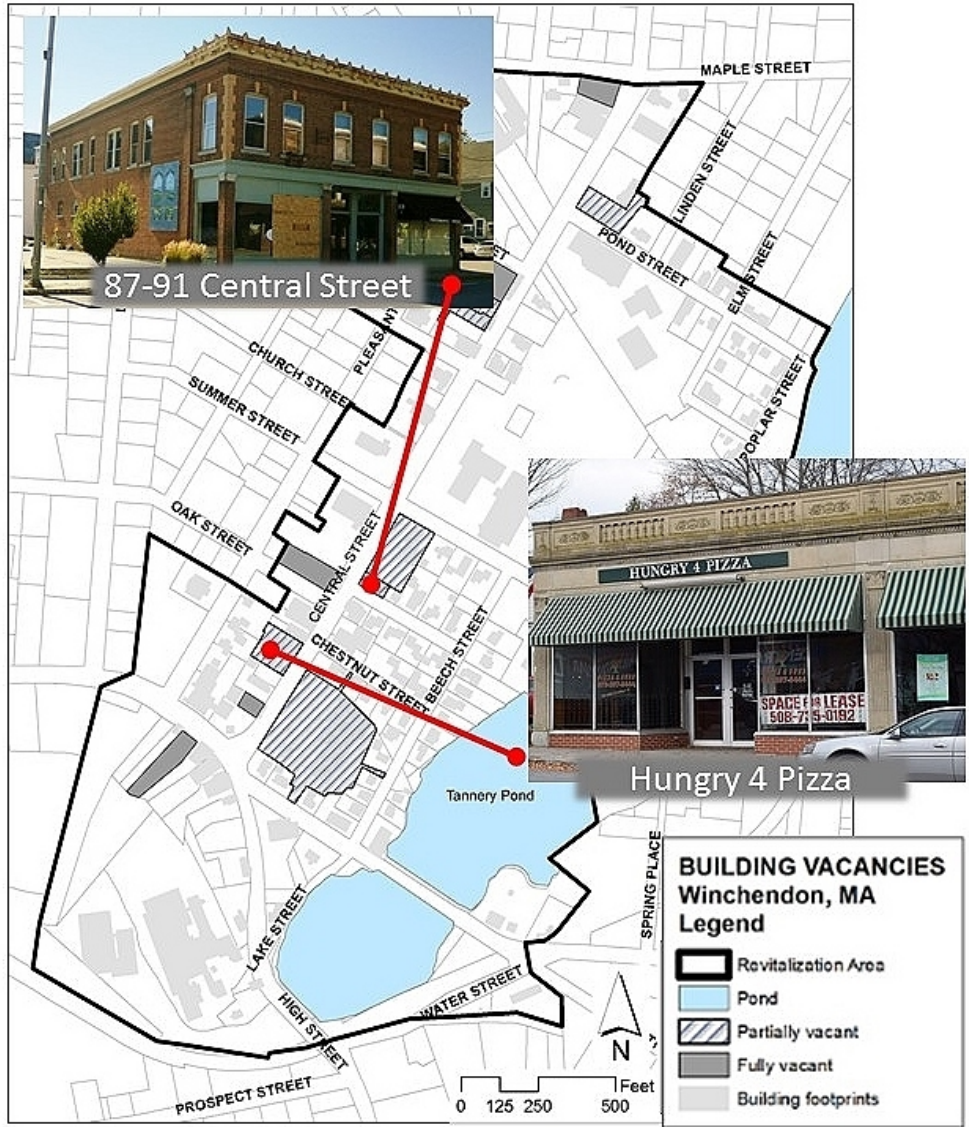 MAPLE STREET
LINDEN STREET
POND STREET
ELM STREET
87-91 Central Street
PLEASANT
CHURCH STREET
SUMMER STREET
POPLAR STREET
OAK STREET
CENTRAL STREET
HUNGRY 4 PIZZA
CHESTNUT STREET
BEECH STREET
SPACE FOR LEASE
508-735-0192
Hungry 4 Pizza
Tannery Pond
SPRING PLACE
BUILDING VACANCIES
Winchendon, MA
Legend
Revitalization Area
Pond
Partially vacant
Fully vacant
Building footprints
LAKE STREET
WATER STREET
HIGH STREET
PROSPECT STREET
N
Feet
0 125 250 500